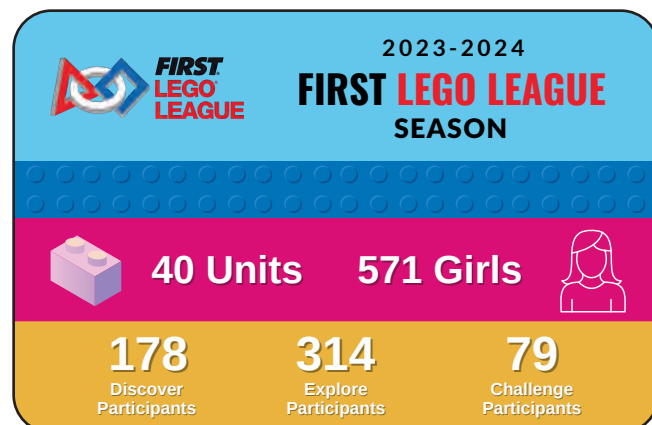 FIRST®
LEGO®
LEAGUE
2023-2024
FIRST LEGO LEAGUE
SEASON
40 Units
571 Girls
178
Discover
Participants
314
Explore
Participants
79
Challenge
Participants